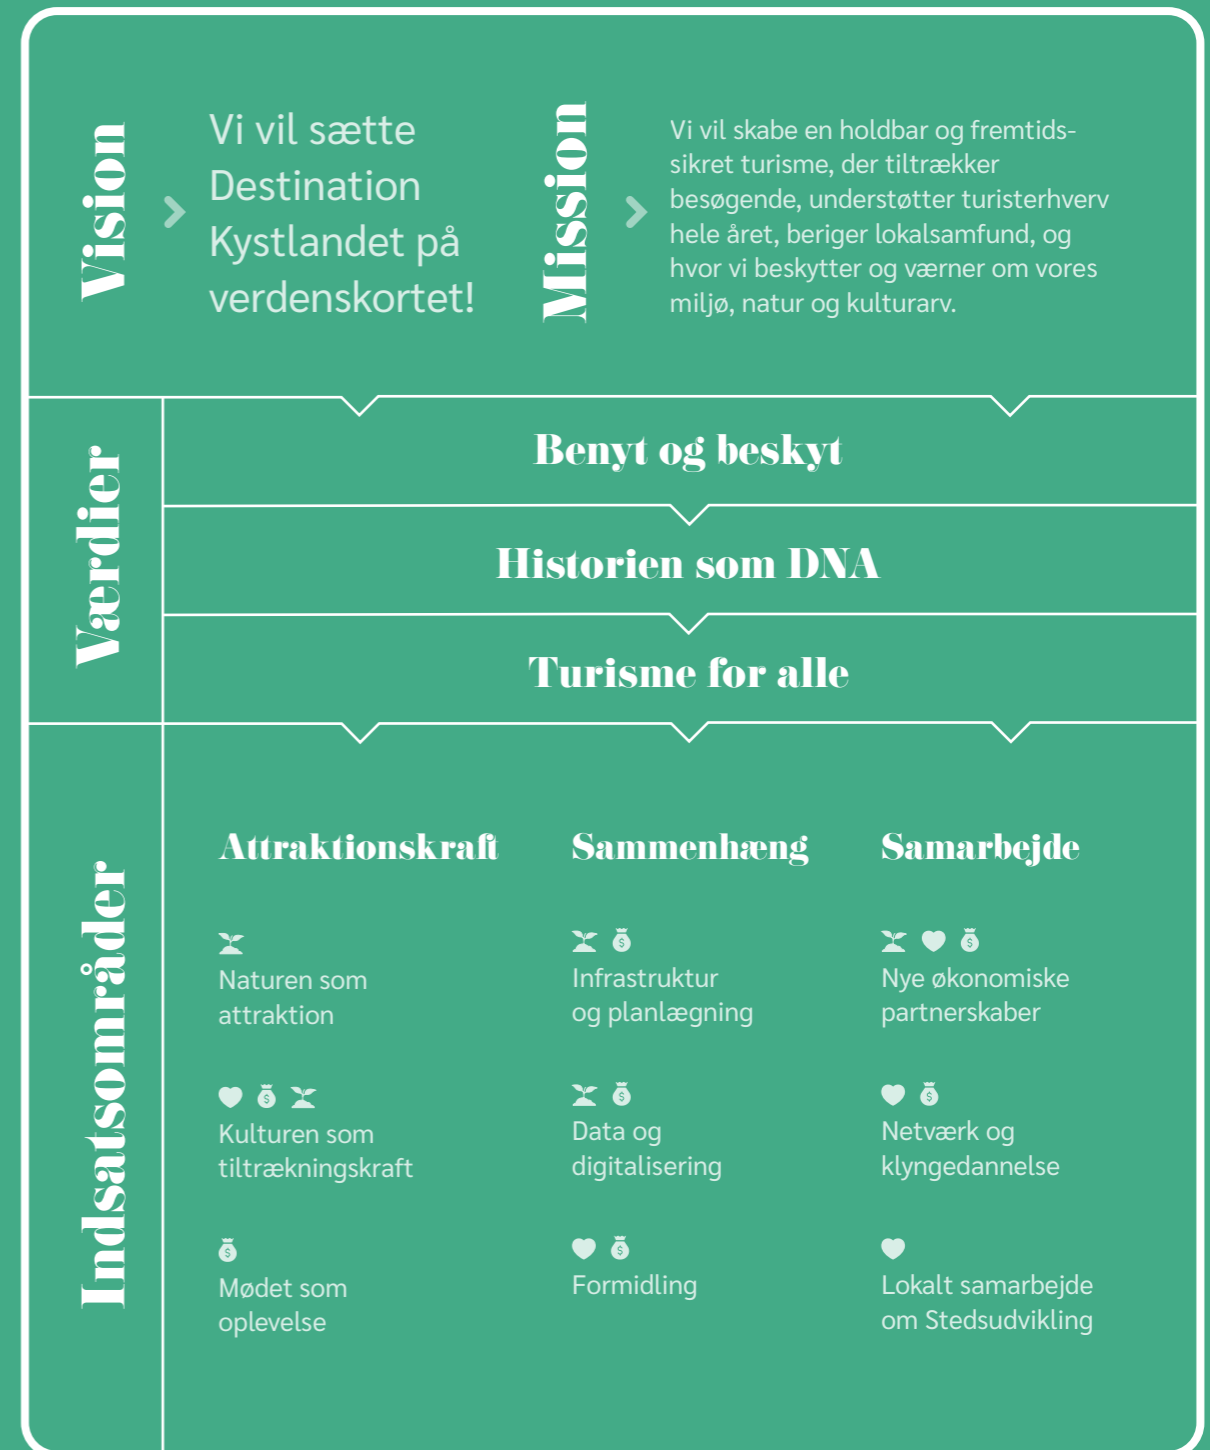 Vision
Vi vil sætte
Destination
Kystlandet på
verdenskortet!
Mission
Vi vil skabe en holdbar og fremtids-
sikret turisme, der tiltrækker
besøgende, understøtter turisterhverv
hele året, beriger lokalsamfund, og
hvor vi beskytter og værner om vores
miljø, natur og kulturarv.
Værdier
Benyt og beskyt
Historien som DNA
Turisme for alle
Indsatsområder
Attraktionskraft
Naturen som
attraktion
Kulturen som
tiltrækningskraft
Mødet som
oplevelse
Sammenhæng
Infrastruktur
og planlægning
Data og
digitalisering
Formidling
Samarbejde
Nye økonomiske
partnerskaber
Netværk og
klyngedannelse
Lokalt samarbejde
om Stedsudvikling